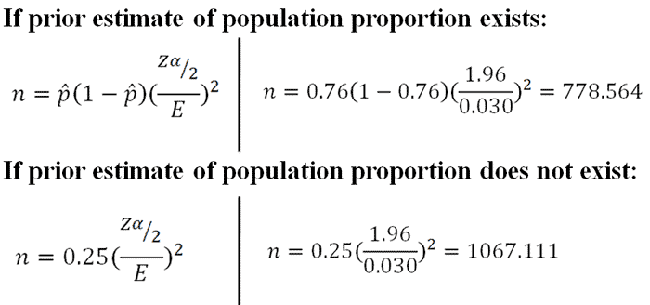 If prior estimate of population proportion exists:
n = p̂(1 − p̂)(Zα/2 / E)² n = 0.76(1 − 0.76)(1.96 / 0.030)² = 778.564
If prior estimate of population proportion does not exist:
n = 0.25(Zα/2 / E)² n = 0.25(1.96 / 0.030)² = 1067.111